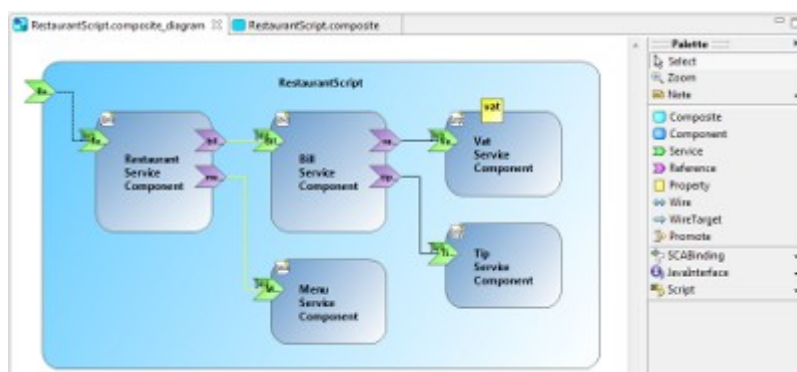 RestaurantScript.composite_diagram
RestaurantScript.composite
RestaurantScript
Restaurant
Service
Component
Bill
Service
Component
vat
Vat
Service
Component
Menu
Service
Component
Tip
Service
Component
Palette
Select
Zoom
Note
Composite
Component
Service
Reference
Property
Wire
WireTarget
Promote
SCABinding
JavaInterface
Script